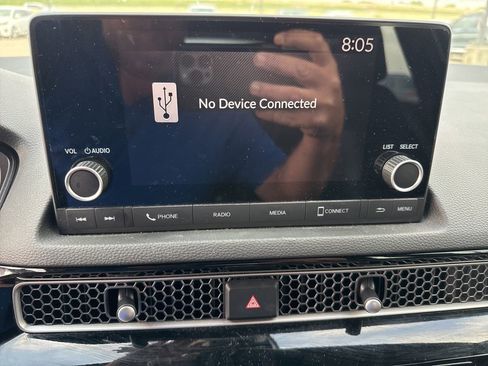 8:05
No Device Connected
VOL AUDIO
LIST SELECT
PHONE RADIO MEDIA CONNECT MENU